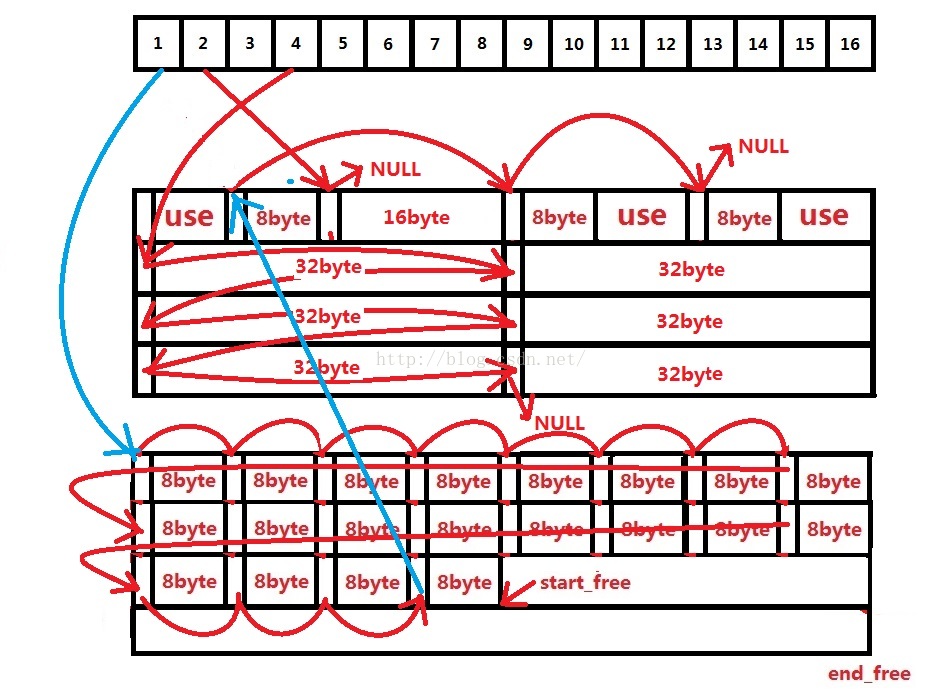 1 2 3 4 5 6 7 8 9 10 11 12 13 14 15 16
NULL
NULL
use 8byte 16byte 8byte use 8byte use
32byte 32byte
32byte 32byte
32byte 32byte
http://blog.csdn.net/
NULL
8byte 8byte 8byte 8byte 8byte 8byte 8byte 8byte
8byte 8byte 8byte 8byte 8byte 8byte 8byte 8byte
8byte 8byte 8byte 8byte start_free
end_free